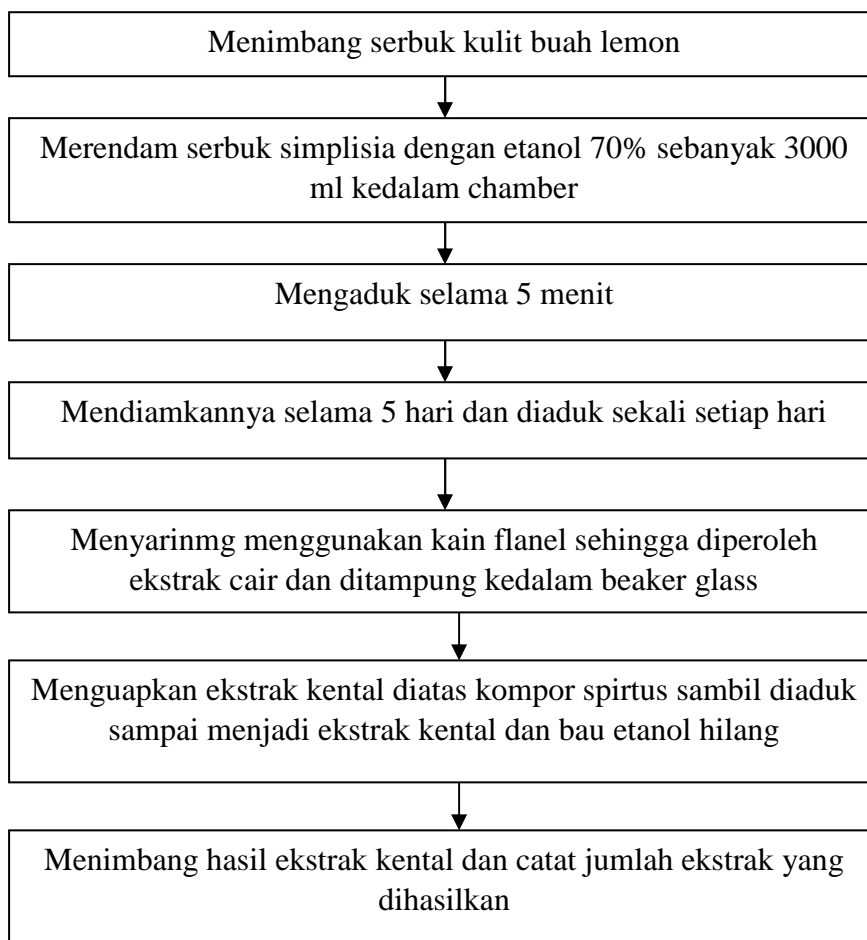 Menimbang serbuk kulit buah lemon
Merendam serbuk simplisia dengan etanol 70% sebanyak 3000
ml kedalam chamber
Mengaduk selama 5 menit
Mendiamkannya selama 5 hari dan diaduk sekali setiap hari
Menyarinmg menggunakan kain flanel sehingga diperoleh
ekstrak cair dan ditampung kedalam beaker glass
Menguapkan ekstrak kental diatas kompor spirtus sambil diaduk
sampai menjadi ekstrak kental dan bau etanol hilang
Menimbang hasil ekstrak kental dan catat jumlah ekstrak yang
dihasilkan